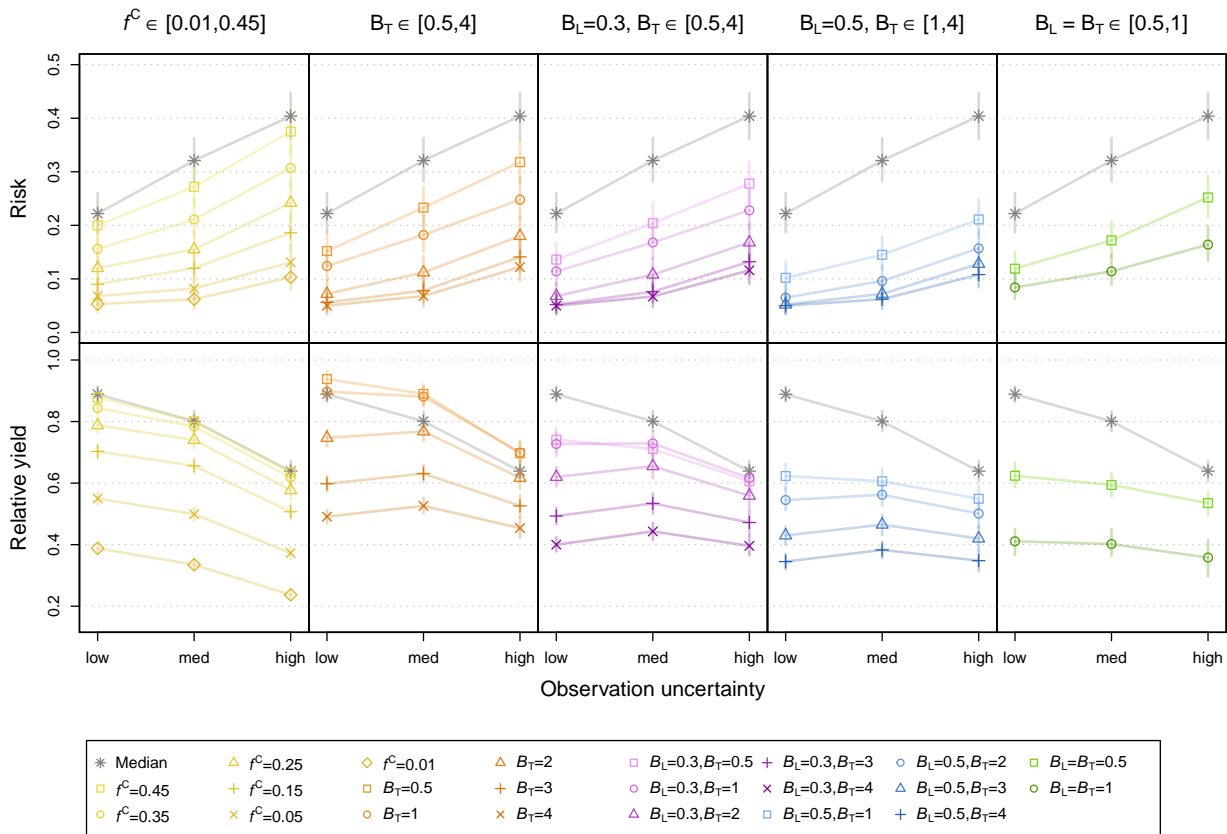 f^C ∈ [0.01,0.45] B_T ∈ [0.5,4] B_L=0.3, B_T ∈ [0.5,4] B_L=0.5, B_T ∈ [1,4] B_L = B_T ∈ [0.5,1]
Risk
0.5
0.4
0.3
0.2
0.1
0.0
Relative yield
1.0
0.8
0.6
0.4
0.2
low med high low med high low med high low med high low med high
Observation uncertainty
Median f^C=0.25 f^C=0.01 B_T=2 B_L=0.3,B_T=0.5 B_L=0.3,B_T=3 B_L=0.5,B_T=2 B_L=B_T=0.5
f^C=0.45 f^C=0.15 B_T=0.5 B_T=3 B_L=0.3,B_T=1 B_L=0.3,B_T=4 B_L=0.5,B_T=3 B_L=B_T=1
f^C=0.35 f^C=0.05 B_T=1 B_T=4 B_L=0.3,B_T=2 B_L=0.5,B_T=1 B_L=0.5,B_T=4